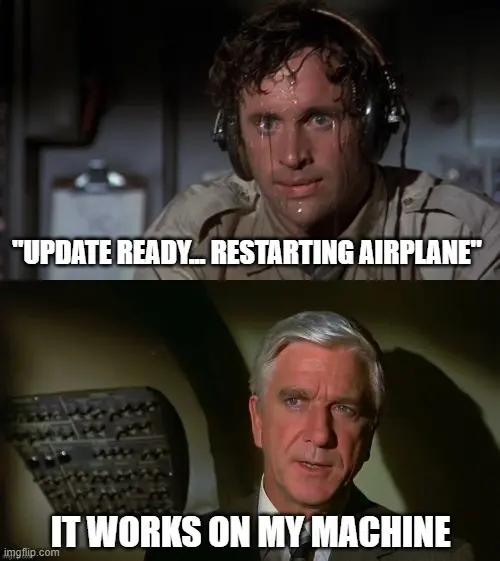 "UPDATE READY... RESTARTING AIRPLANE"
IT WORKS ON MY MACHINE
imgflip.com